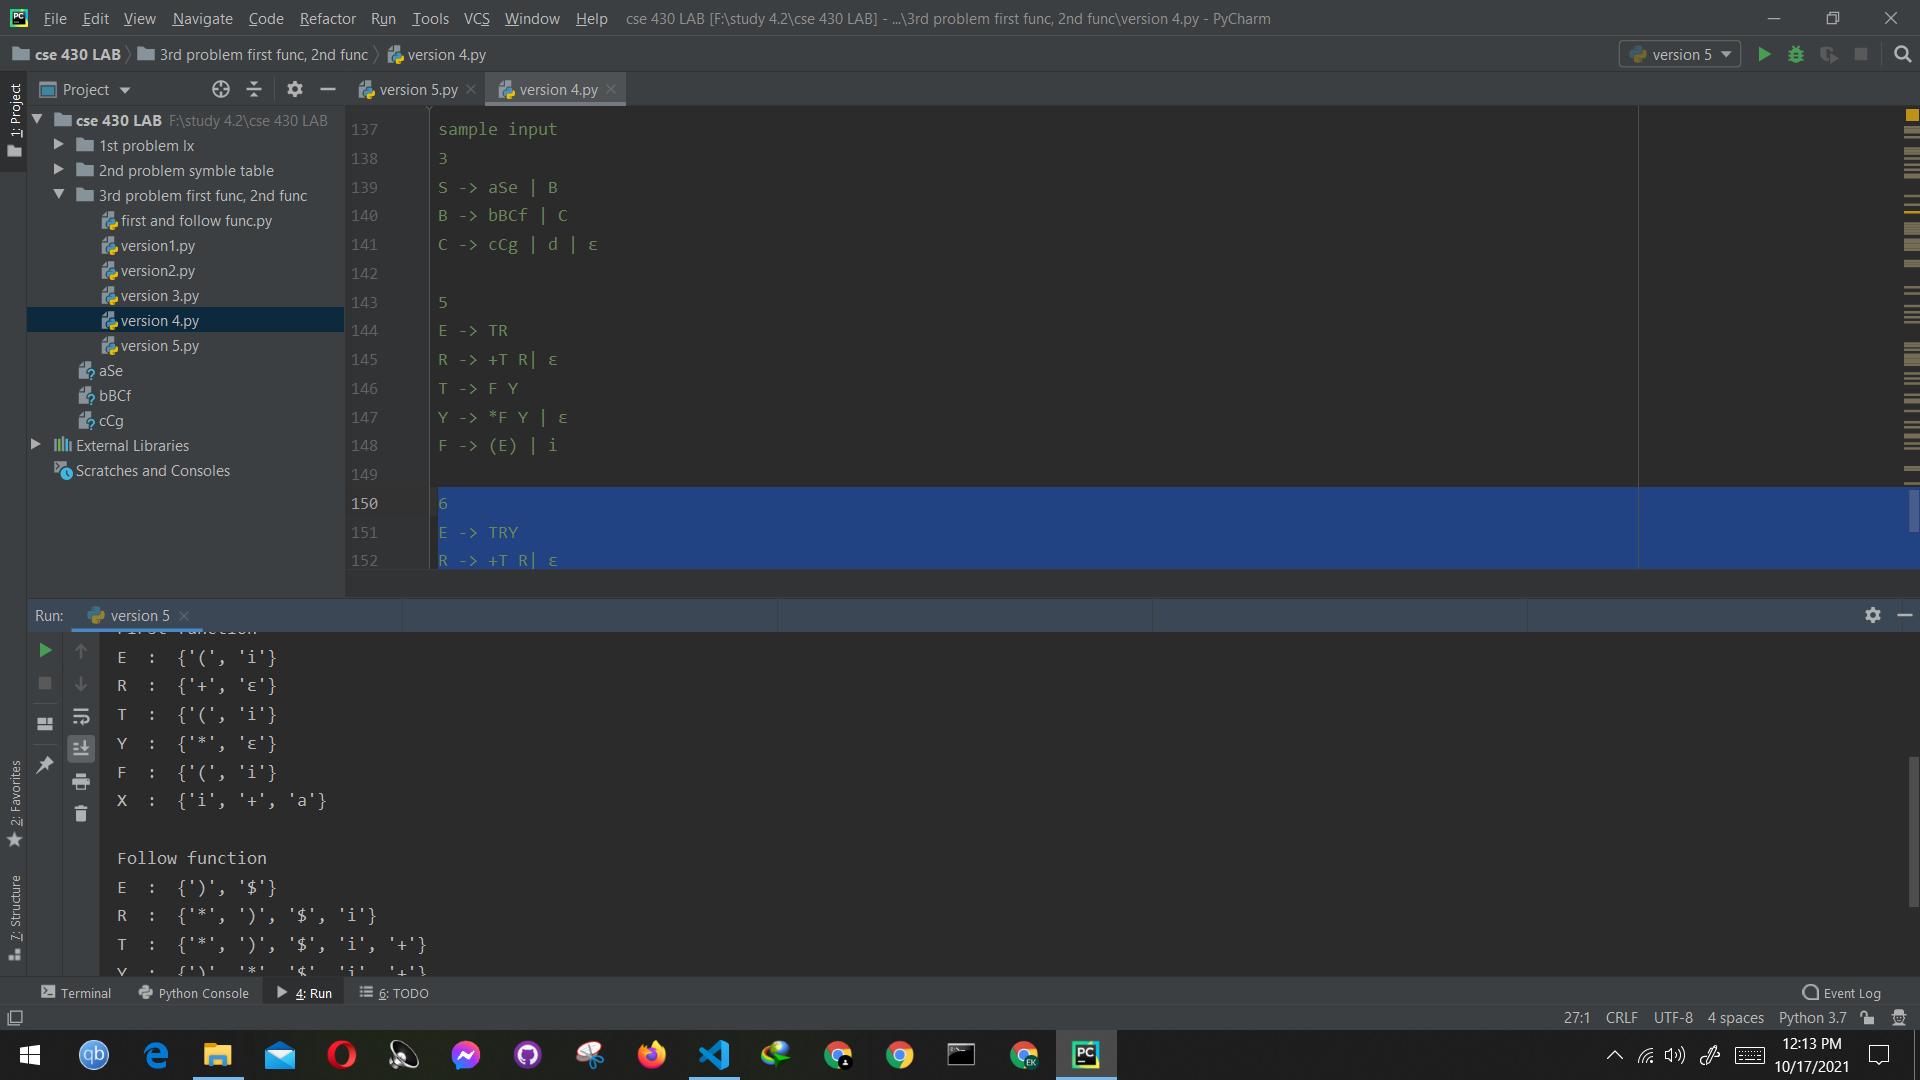 File Edit View Navigate Code Refactor Run Tools VCS Window Help cse 430 LAB [F:\study 4.2\cse 430 LAB] - ...\3rd problem first func, 2nd func\version 4.py - PyCharm
cse 430 LAB 3rd problem first func, 2nd func version 4.py version 5
Project version 5.py version 4.py
1: Project
cse 430 LAB F:\study 4.2\cse 430 LAB
1st problem lx
2nd problem symble table
3rd problem first func, 2nd func
first and follow func.py
version1.py
version2.py
version 3.py
version 4.py
version 5.py
aSe
bBCf
cCg
External Libraries
Scratches and Consoles
137 sample input
138 3
139 S -> aSe | B
140 B -> bBCf | C
141 C -> cCg | d | ε
142
143 5
144 E -> TR
145 R -> +T R| ε
146 T -> F Y
147 Y -> *F Y | ε
148 F -> (E) | i
149
150 6
151 E -> TRY
152 R -> +T R| ε
Run: version 5
First function
E : {'(', 'i'}
R : {'+', 'ε'}
T : {'(', 'i'}
Y : {'*', 'ε'}
F : {'(', 'i'}
X : {'i', '+', 'a'}
Follow function
E : {')', '$'}
R : {'*', ')', '$', 'i'}
T : {'*', ')', '$', 'i', '+'}
Y : {')', '*', '$', 'i', '+'}
2: Favorites
7: Structure
Terminal Python Console 4: Run 6: TODO Event Log
27:1 CRLF UTF-8 4 spaces Python 3.7
12:13 PM
10/17/2021